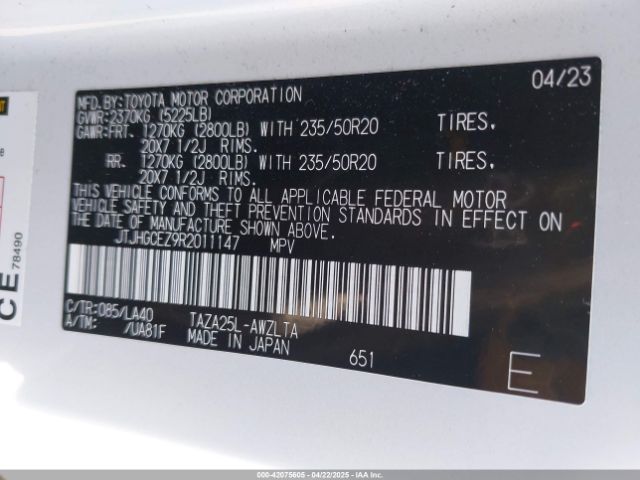 MFD.BY:TOYOTA MOTOR CORPORATION 04/23
GVWR:2370KG (5225LB)
GAWR:FRT. 1270KG (2800LB) WITH 235/50R20 TIRES.
20X7 1/2J RIMS.
RR. 1270KG (2800LB) WITH 235/50R20 TIRES.
20X7 1/2J RIMS.
THIS VEHICLE CONFORMS TO ALL APPLICABLE FEDERAL MOTOR
VEHICLE SAFETY AND THEFT PREVENTION STANDARDS IN EFFECT ON
THE DATE OF MANUFACTURE SHOWN ABOVE.
JTJHGCEZ9R2011147 MPV
C/TR:085/LA40 TAZA25L-AWZLTA
A/TM: /UA81F MADE IN JAPAN 651
E
CE
78490
000-42075605 - 04/22/2025 - IAAI.COM